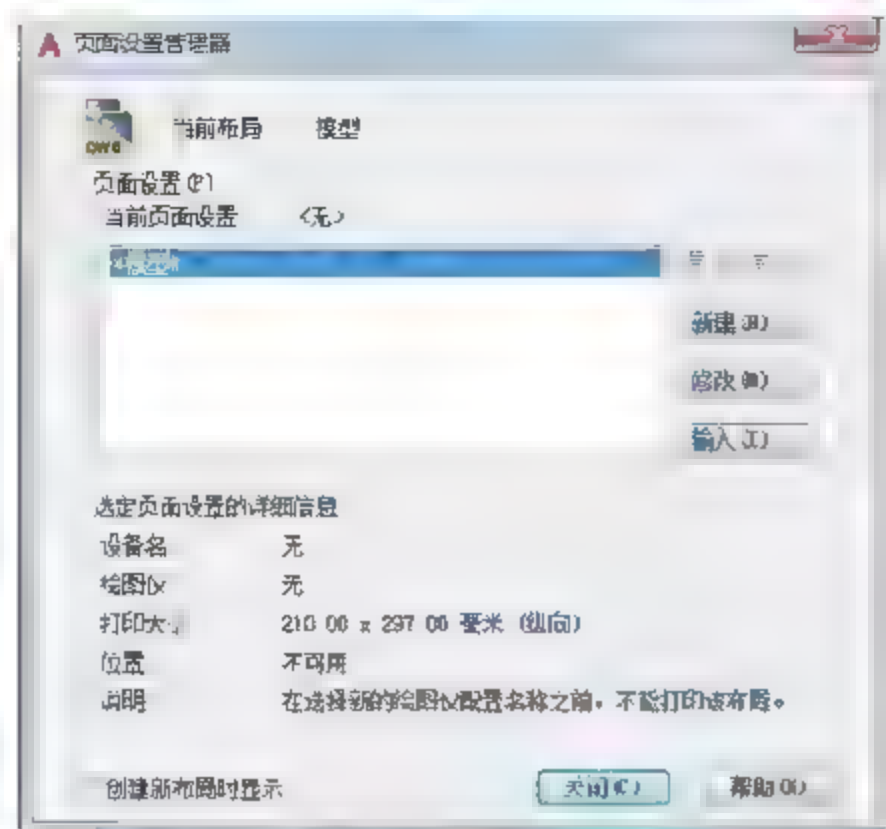 页面设置管理器
DWG
当前布局 模型
页面设置(P)
当前页面设置 <无>
*模型*
新建(N)
修改(M)
输入(I)
选定页面设置的详细信息
设备名 无
绘图仪 无
打印大小 210.00 x 297.00 毫米 (纵向)
位置 不可用
说明 在选择新的绘图仪配置名称之前，不能打印该布局。
创建新布局时显示
关闭(C)
帮助(H)